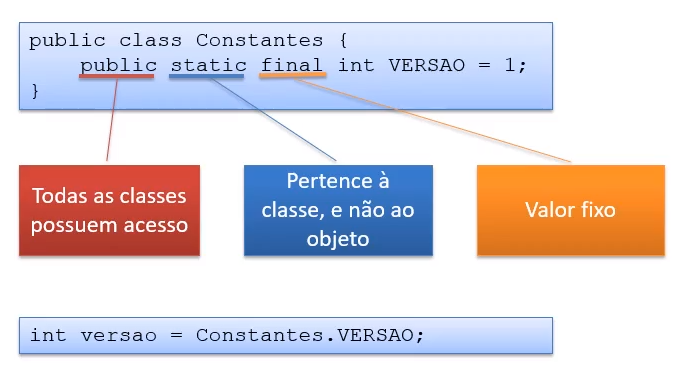 public class Constantes {
public static final int VERSAO = 1;
}
Todas as classes
possuem acesso
Pertence à
classe, e não ao
objeto
Valor fixo
int versao = Constantes.VERSAO;